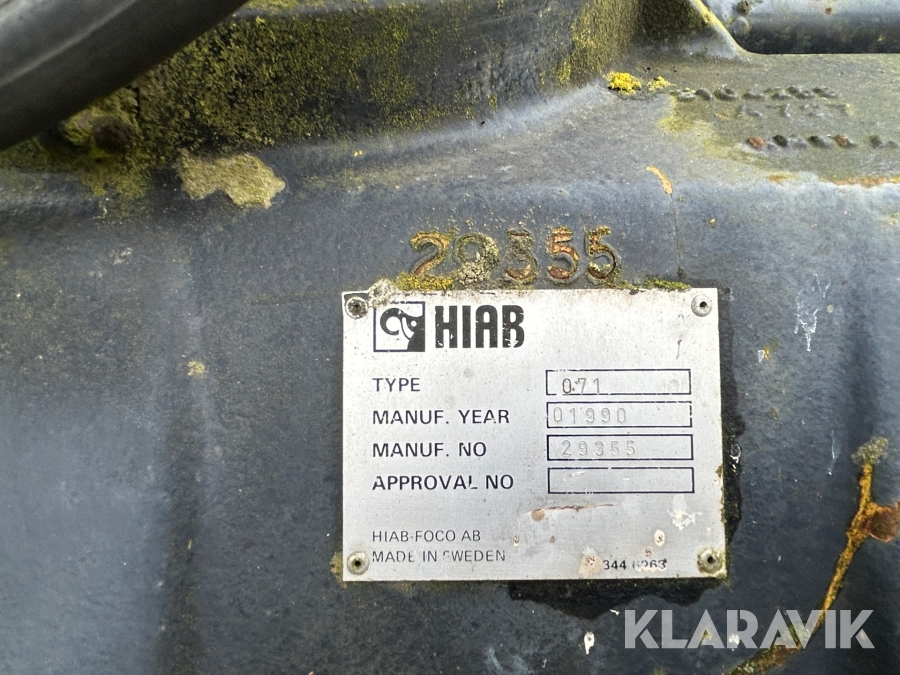 29355
HIAB
TYPE 071
MANUF. YEAR 01990
MANUF. NO 29355
APPROVAL NO
HIAB-FOCO AB
MADE IN SWEDEN
344
KLARAVIK